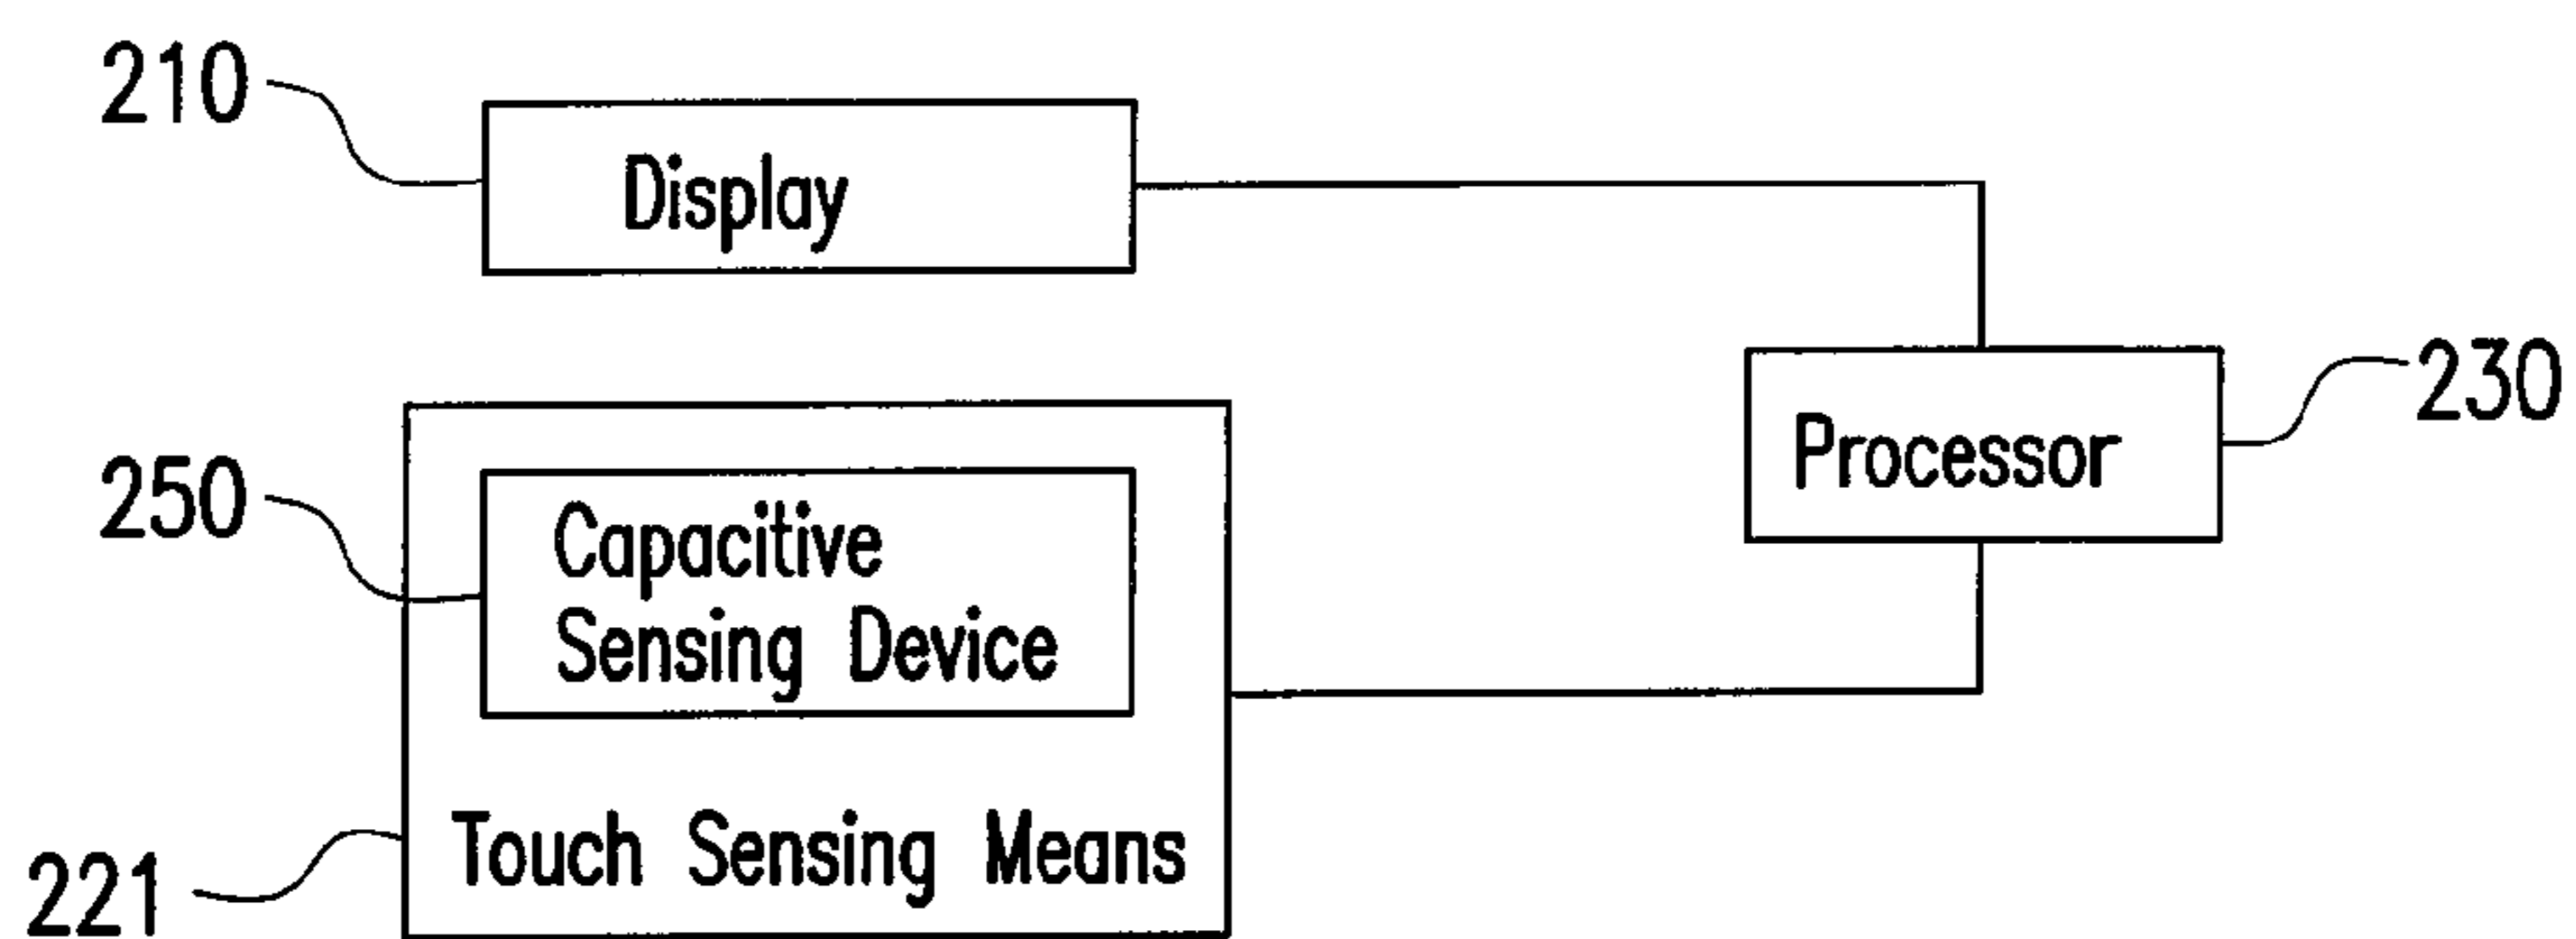 210
Display
230
Processor
250
Capacitive
Sensing Device
Touch Sensing Means
221